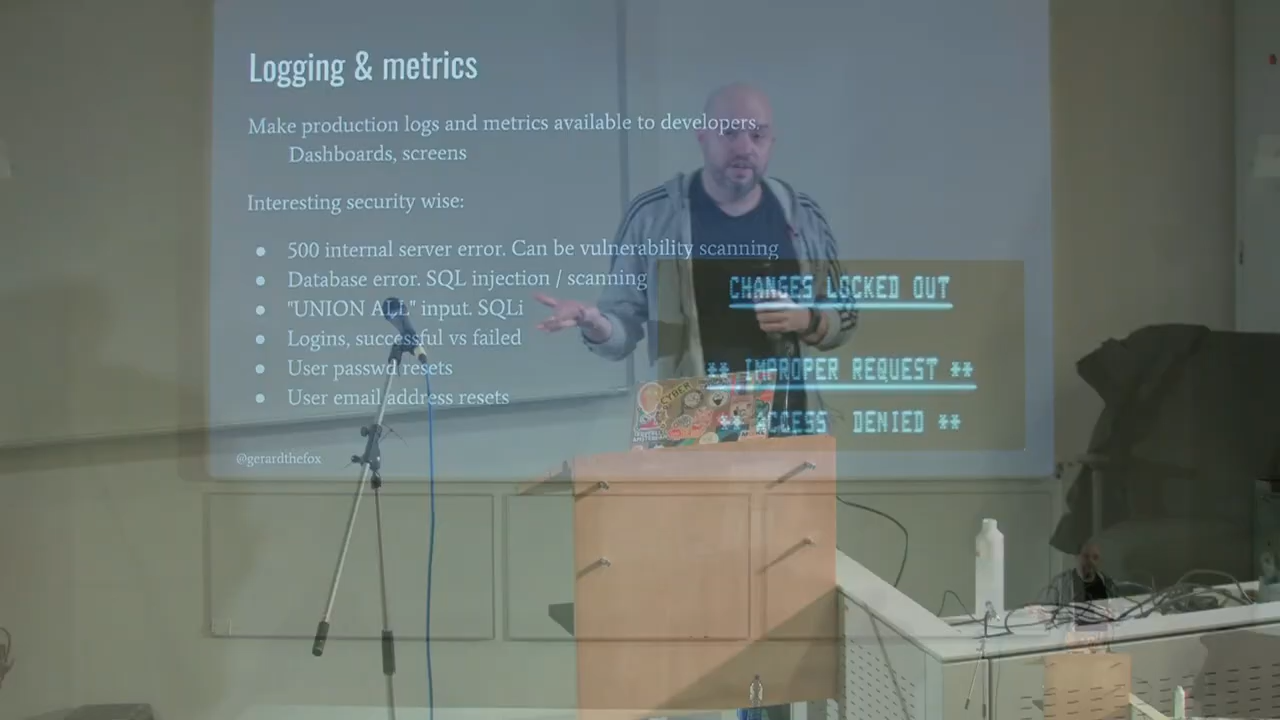 Logging & metrics
Make production logs and metrics available to developers.
Dashboards, screens
Interesting security wise:
● 500 internal server error. Can be vulnerability scanning
● Database error. SQL injection / scanning
● "UNION ALL" input. SQLi
● Logins, successful vs failed
● User passwd resets
● User email address resets
CHANGES LOCKED OUT
** IMPROPER REQUEST **
** ACCESS DENIED **
@gerardthefox
CYBER